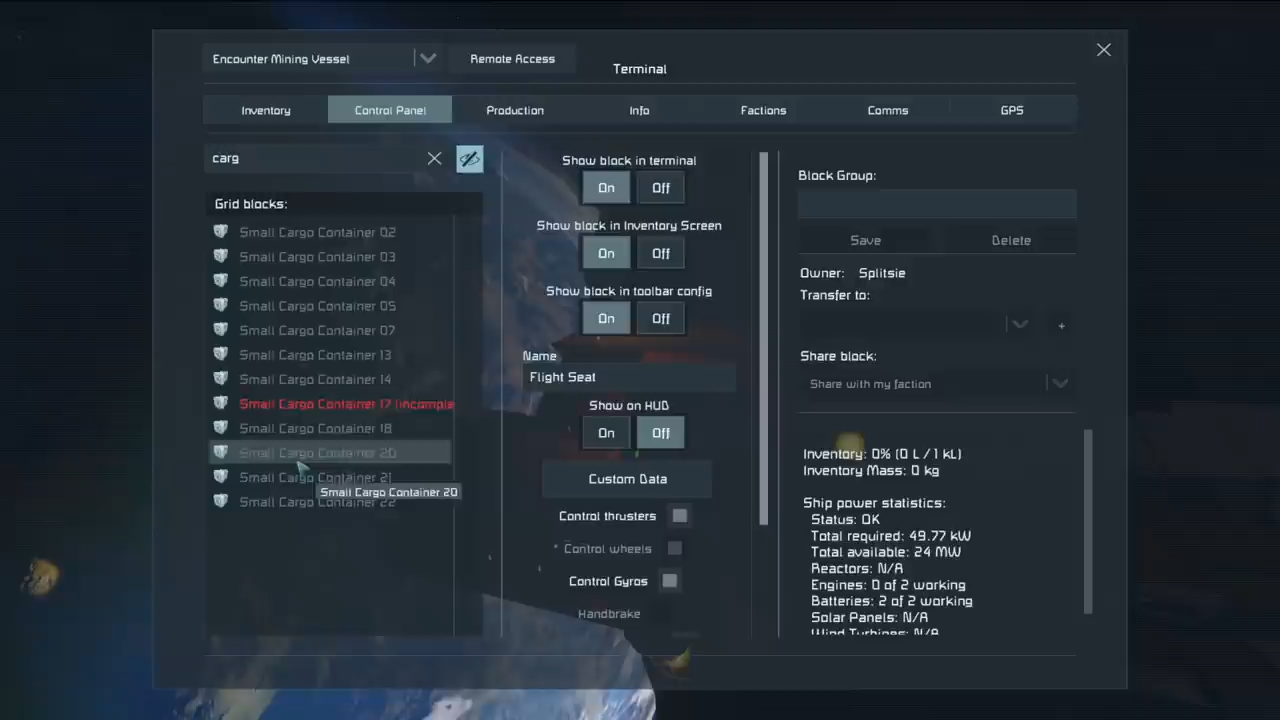 Encounter Mining Vessel
Remote Access
Terminal
Inventory
Control Panel
Production
Info
Factions
Comms
GPS
carg
Grid blocks:
Small Cargo Container 02
Small Cargo Container 03
Small Cargo Container 04
Small Cargo Container 05
Small Cargo Container 07
Small Cargo Container 13
Small Cargo Container 14
Small Cargo Container 17 (Incomple
Small Cargo Container 18
Small Cargo Container 20
Small Cargo Container 21
Small Cargo Container 20
Small Cargo Container 22
Show block in terminal
On Off
Show block in Inventory Screen
On Off
Show block in toolbar config
On Off
Name
Flight Seat
Show on HUD
On Off
Custom Data
Control thrusters
* Control wheels
Control Gyros
Handbrake
Block Group:
Save Delete
Owner: Splitsie
Transfer to:
+
Share block:
Share with my faction
Inventory: 0% (0 L / 1 kL)
Inventory Mass: 0 kg
Ship power statistics:
Status: OK
Total required: 49.77 kW
Total available: 24 MW
Reactors: N/A
Engines: 0 of 2 working
Batteries: 2 of 2 working
Solar Panels: N/A
Wind Turbines: N/A